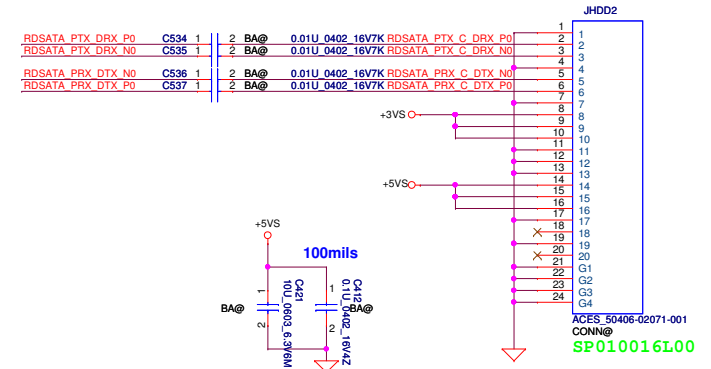 JHDD2
1 1
RDSATA_PTX_DRX_P0 C534 1 2 BA@ 0.01U_0402_16V7K RDSATA_PTX_C_DRX_P0 2 2
RDSATA_PTX_DRX_N0 C535 1 2 BA@ 0.01U_0402_16V7K RDSATA_PTX_C_DRX_N0 3 3
4 4
RDSATA_PRX_DTX_N0 C536 1 2 BA@ 0.01U_0402_16V7K RDSATA_PRX_C_DTX_N0 5 5
RDSATA_PRX_DTX_P0 C537 1 2 BA@ 0.01U_0402_16V7K RDSATA_PRX_C_DTX_P0 6 6
7 7
+3VS 8 8
9 9
10 10
11 11
12 12
13 13
+5VS 14 14
15 15
16 16
17 17
18 18
19 19
20 20
21 G1
22 G2
23 G3
24 G4
ACES_50406-02071-001
CONN@
SP010016L00
+5VS
100mils
1
2
BA@
C421
10U_0603_6.3V6M
1
2
BA@
C412
0.1U_0402_16V4Z